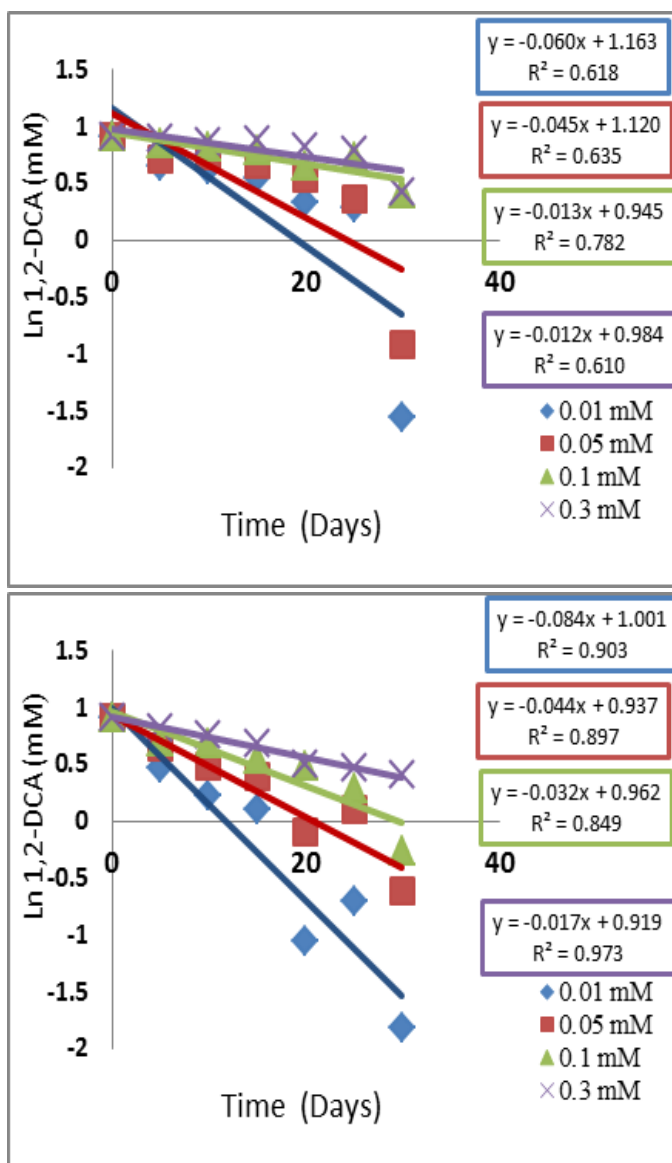 y = -0.060x + 1.163
R² = 0.618
y = -0.045x + 1.120
R² = 0.635
y = -0.013x + 0.945
R² = 0.782
y = -0.012x + 0.984
R² = 0.610
Ln 1,2-DCA (mM)
1.5
1
0.5
0
-0.5
-1
-1.5
-2
0
20
40
Time (Days)
0.01 mM
0.05 mM
0.1 mM
0.3 mM
y = -0.084x + 1.001
R² = 0.903
y = -0.044x + 0.937
R² = 0.897
y = -0.032x + 0.962
R² = 0.849
y = -0.017x + 0.919
R² = 0.973
Ln 1,2-DCA (mM)
1.5
1
0.5
0
-0.5
-1
-1.5
-2
0
20
40
Time (Days)
0.01 mM
0.05 mM
0.1 mM
0.3 mM